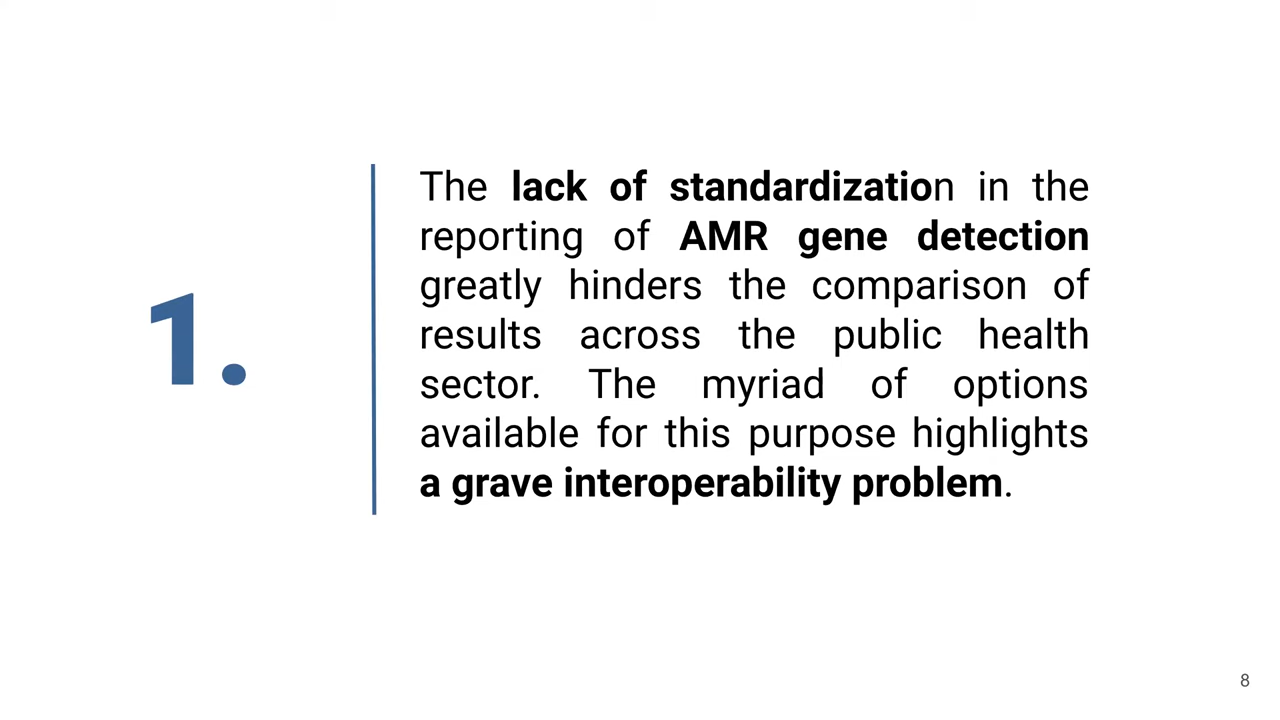 1.
The lack of standardization in the
reporting of AMR gene detection
greatly hinders the comparison of
results across the public health
sector. The myriad of options
available for this purpose highlights
a grave interoperability problem.
8